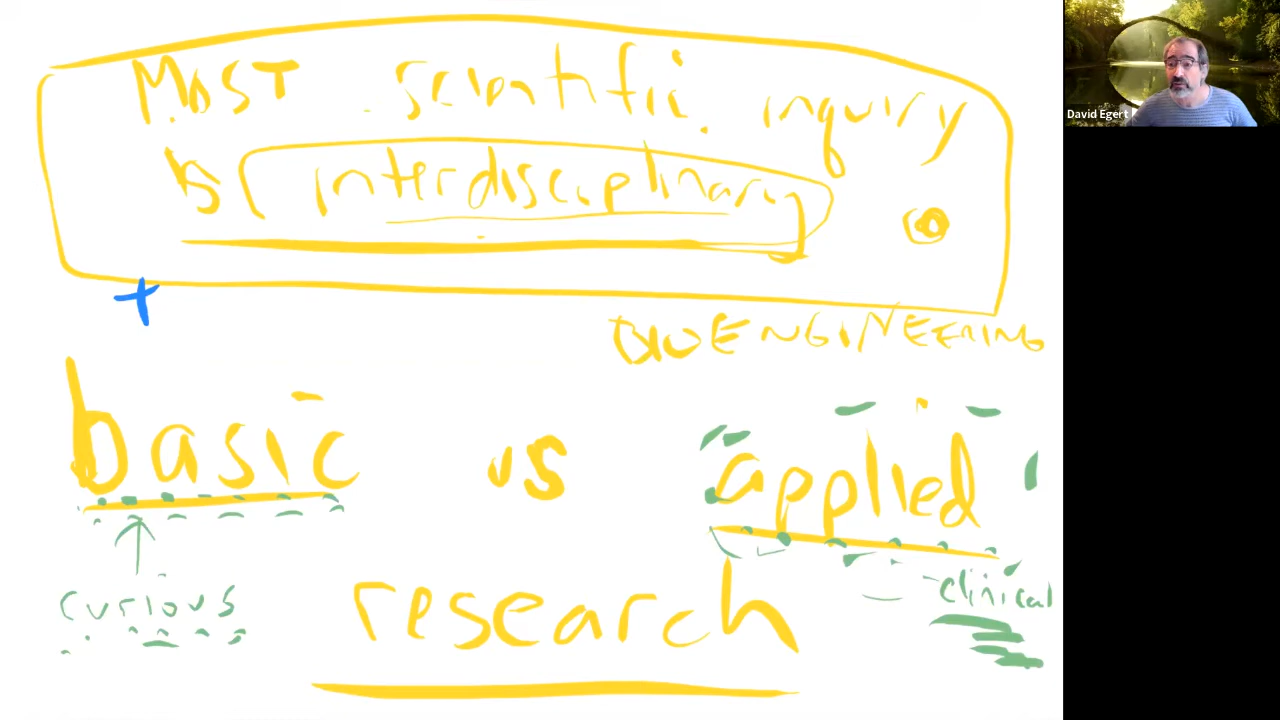 MOST scientific inquiry
is interdisciplinary
David Egert
BIOENGINEERING
basic vs applied
curious
clinical
research